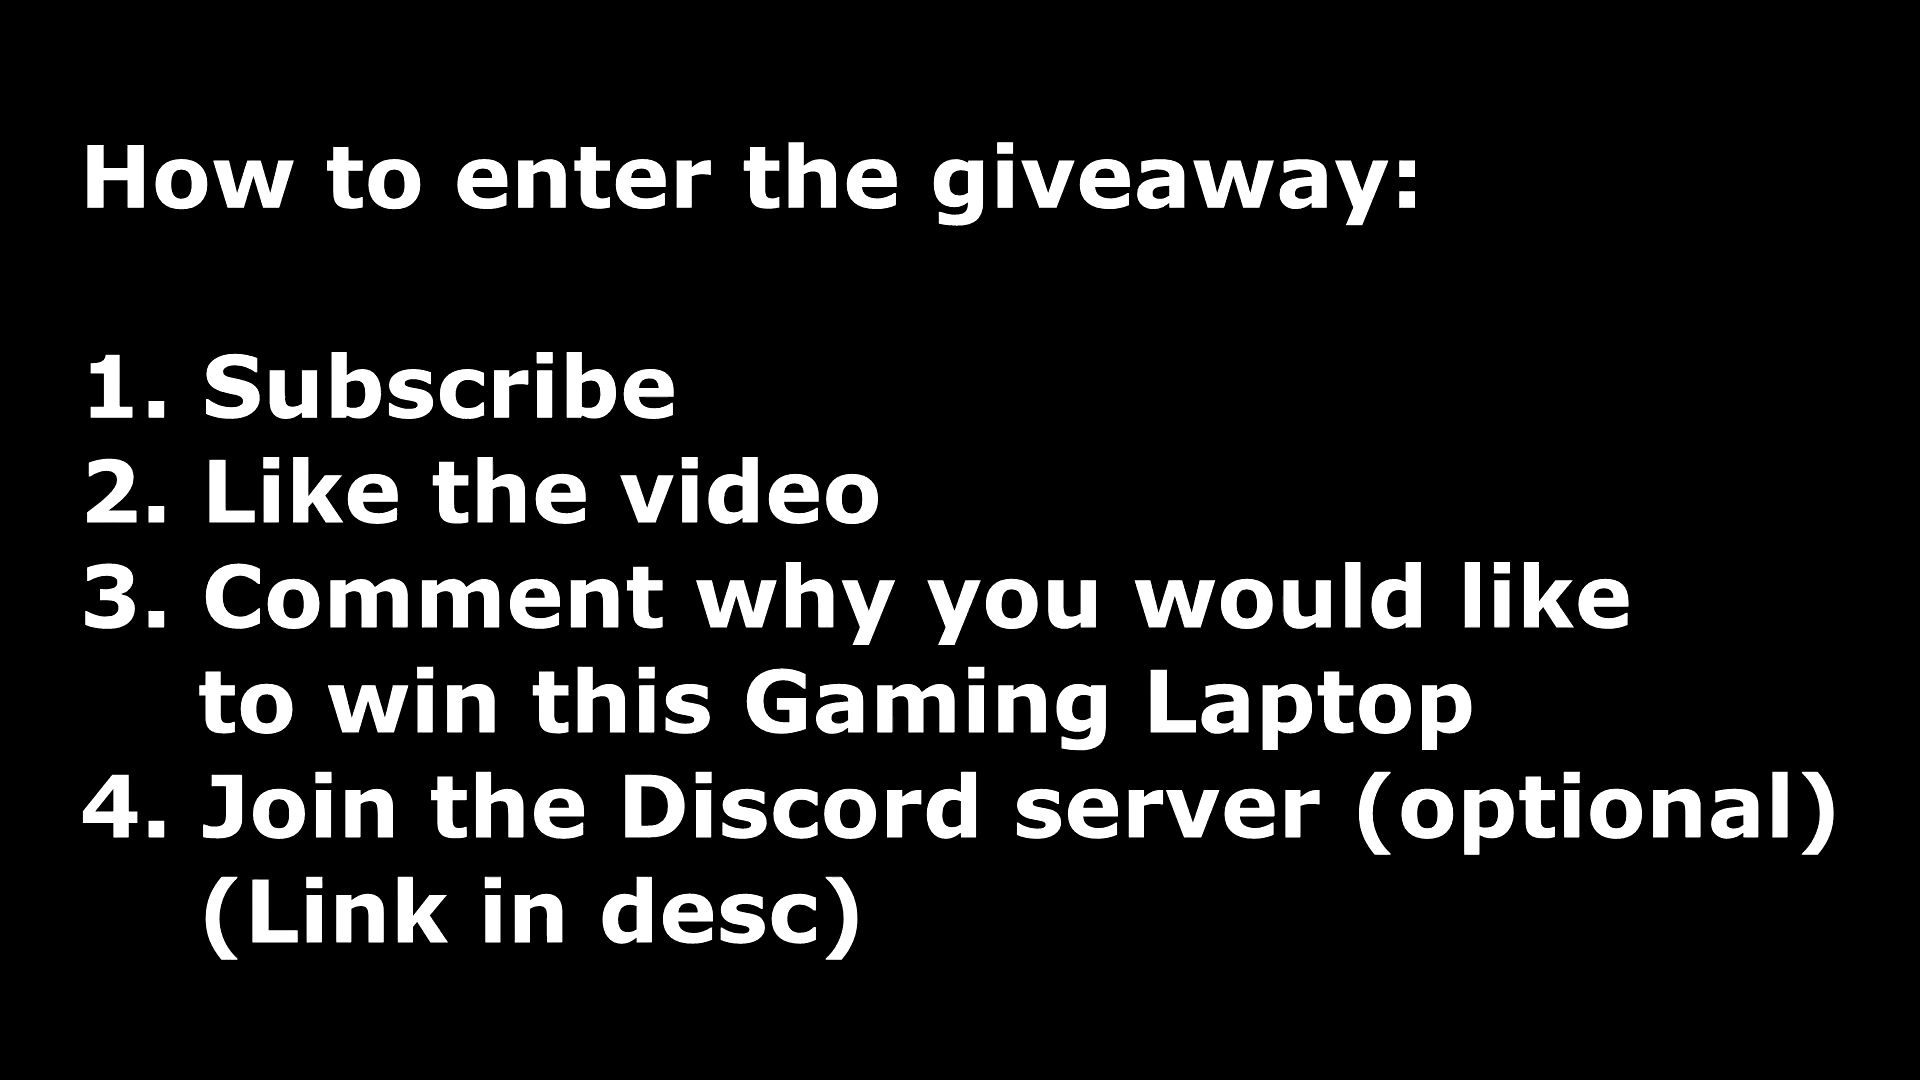 How to enter the giveaway:
1. Subscribe
2. Like the video
3. Comment why you would like
to win this Gaming Laptop
4. Join the Discord server (optional)
(Link in desc)